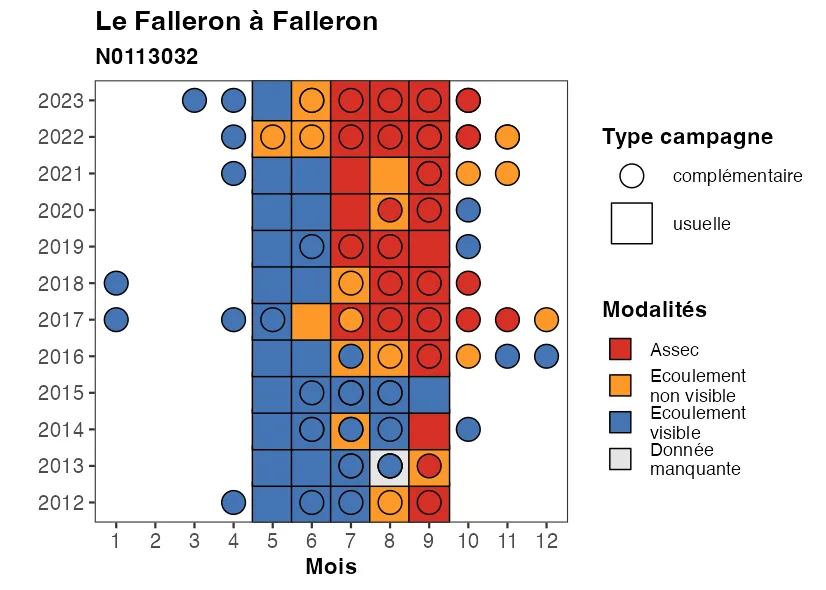 Le Falleron à Falleron
N0113032
2023
2022
2021
2020
2019
2018
2017
2016
2015
2014
2013
2012
1 2 3 4 5 6 7 8 9 10 11 12
Mois
Type campagne
complémentaire
usuelle
Modalités
Assec
Ecoulement
non visible
Ecoulement
visible
Donnée
manquante